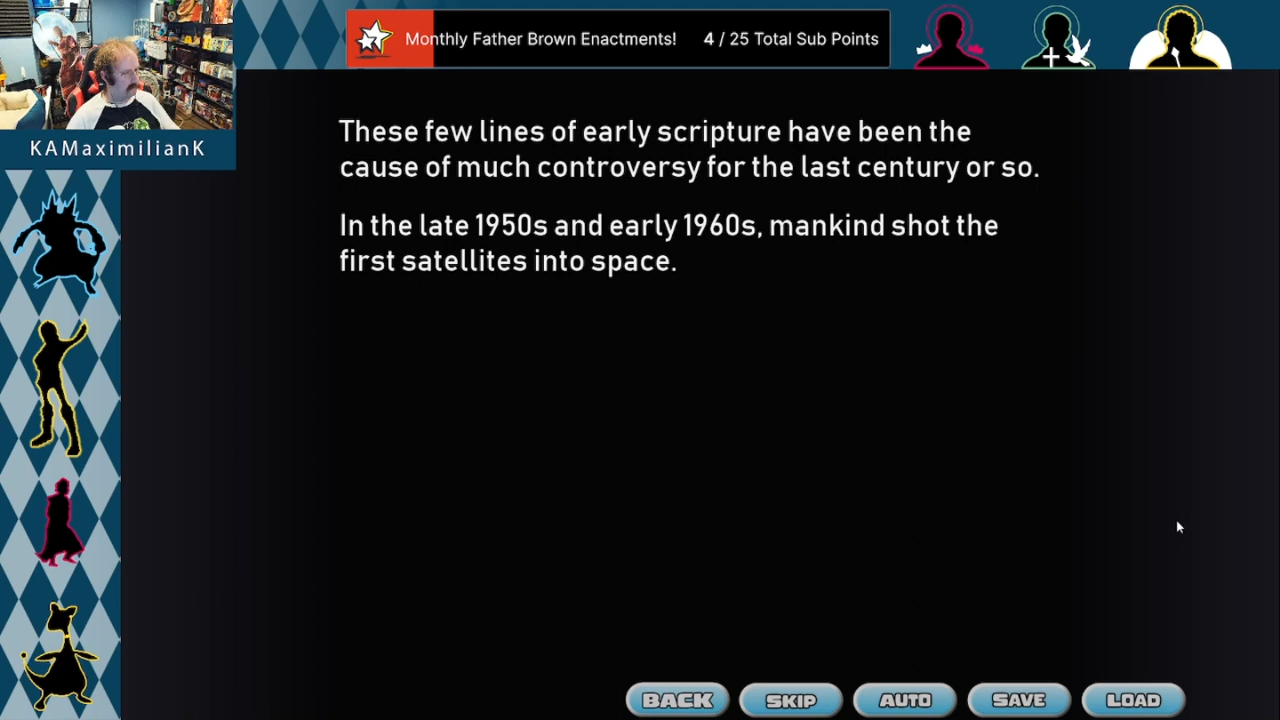 Monthly Father Brown Enactments! 4 / 25 Total Sub Points
KAMaximilianK
These few lines of early scripture have been the
cause of much controversy for the last century or so.
In the late 1950s and early 1960s, mankind shot the
first satellites into space.
BACK SKIP AUTO SAVE LOAD